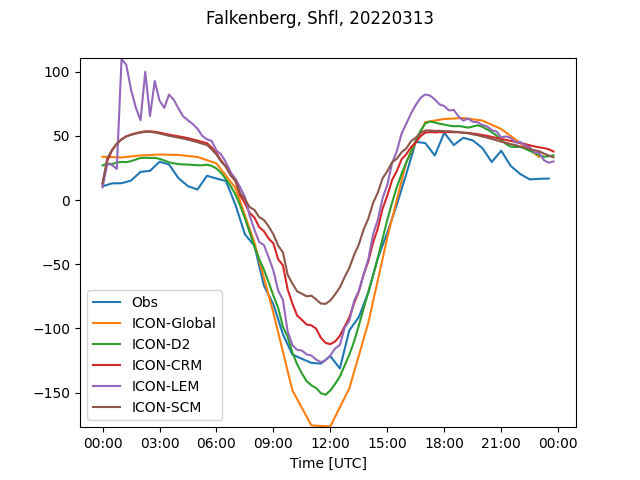 Falkenberg, Shfl, 20220313
100
50
0
−50
−100
−150
Obs
ICON-Global
ICON-D2
ICON-CRM
ICON-LEM
ICON-SCM
00:00 03:00 06:00 09:00 12:00 15:00 18:00 21:00 00:00
Time [UTC]